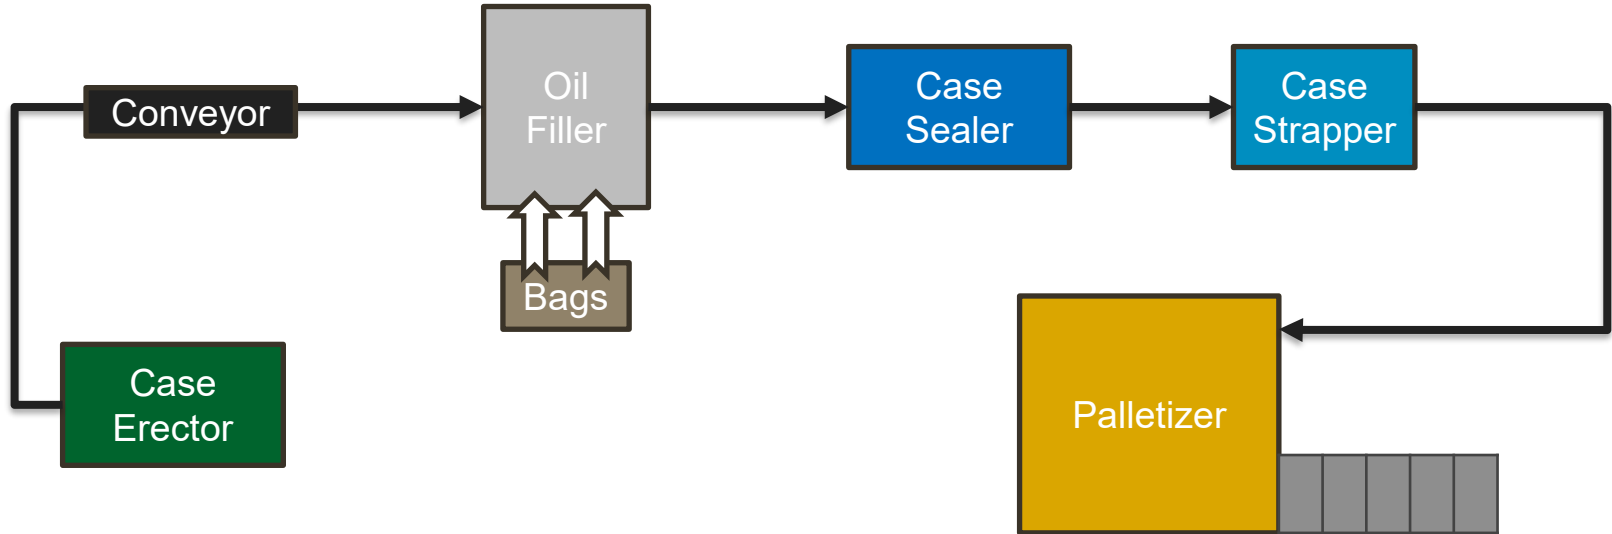 Conveyor
Oil
Filler
Case
Sealer
Case
Strapper
Bags
Case
Erector
Palletizer